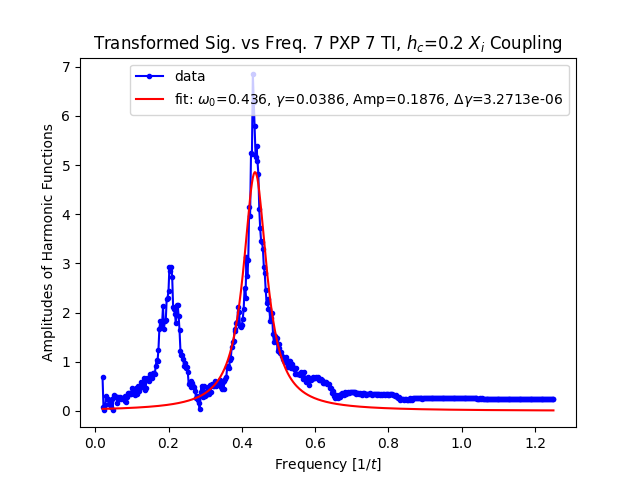 Transformed Sig. vs Freq. 7 PXP 7 TI, $h_c$=0.2 $X_i$ Coupling
data
fit: $\omega_0$=0.436, $\gamma$=0.0386, Amp=0.1876, $\Delta\gamma$=3.2713e-06
Amplitudes of Harmonic Functions
7
6
5
4
3
2
1
0
0.0 0.2 0.4 0.6 0.8 1.0 1.2
Frequency [1/$t$]